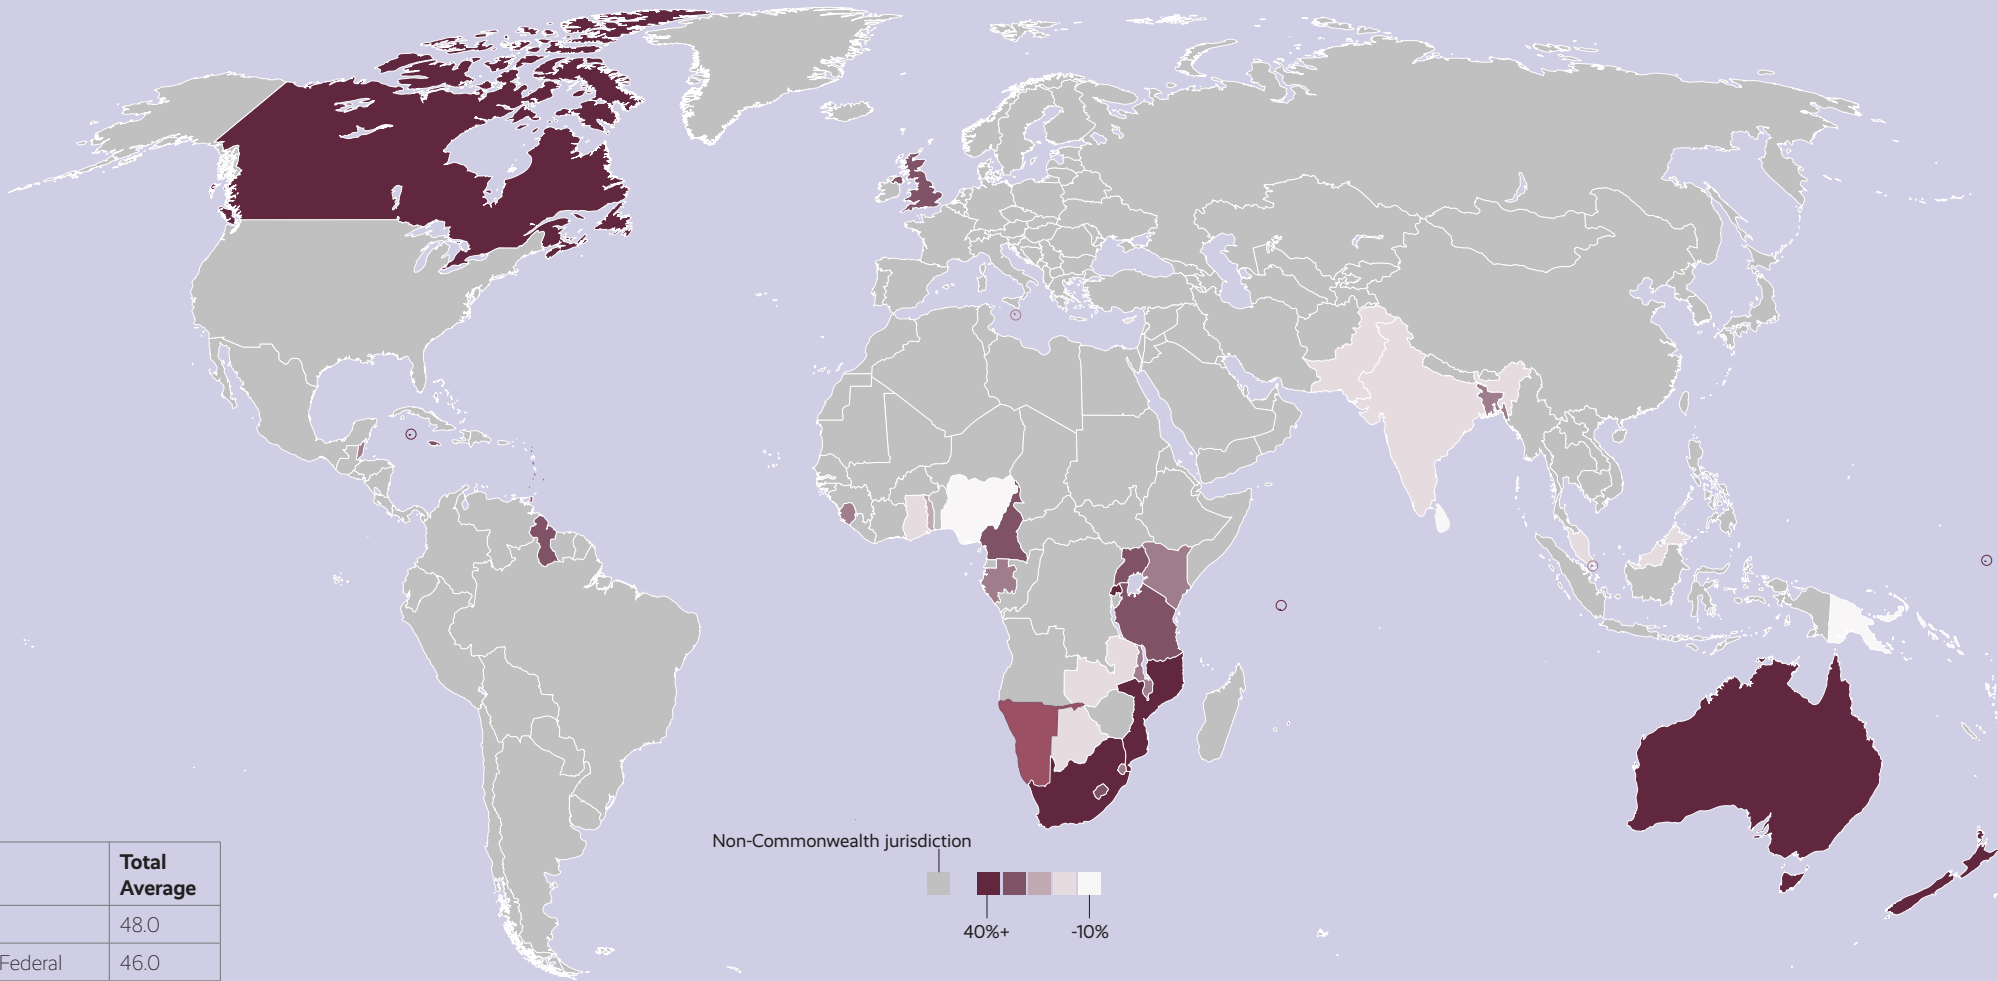 Non-Commonwealth jurisdiction
40%+
-10%
Total
Average
48.0
Federal
46.0